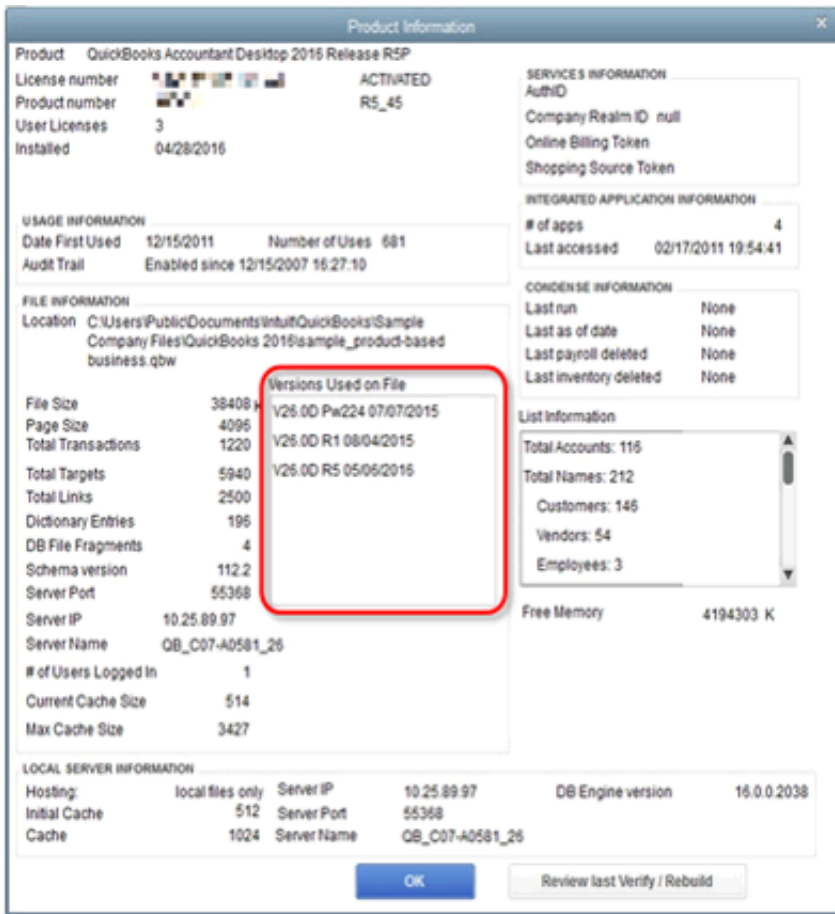 Product Information
Product QuickBooks Accountant Desktop 2016 Release R5P
License number ACTIVATED
Product number R5_45
User Licenses 3
Installed 04/28/2016
SERVICES INFORMATION
AuthID
Company Realm ID null
Online Billing Token
Shopping Source Token
USAGE INFORMATION
Date First Used 12/15/2011 Number of Uses 681
Audit Trail Enabled since 12/15/2007 16:27:10
INTEGRATED APPLICATION INFORMATION
# of apps 4
Last accessed 02/17/2011 19:54:41
CONDENSE INFORMATION
Last run None
Last as of date None
Last payroll deleted None
Last inventory deleted None
FILE INFORMATION
Location C:\Users\Public\Documents\Intuit\QuickBooks\Sample
Company Files\QuickBooks 2016\sample_product-based
business.qbw
File Size 38408 K
Page Size 4096
Total Transactions 1220
Total Targets 5940
Total Links 2500
Dictionary Entries 196
DB File Fragments 4
Schema version 112.2
Server Port 55368
Server IP 10.25.89.97
Server Name QB_C07-A0581_26
# of Users Logged In 1
Current Cache Size 514
Max Cache Size 3427
Versions Used on File
V26.0D Pw224 07/07/2015
V26.0D R1 08/04/2015
V26.0D R5 05/06/2016
List Information
Total Accounts: 116
Total Names: 212
Customers: 146
Vendors: 54
Employees: 3
Free Memory 4194303 K
LOCAL SERVER INFORMATION
Hosting: local files only Server IP 10.25.89.97 DB Engine version 16.0.0.2038
Initial Cache 512 Server Port 55368
Cache 1024 Server Name QB_C07-A0581_26
OK
Review last Verify / Rebuild